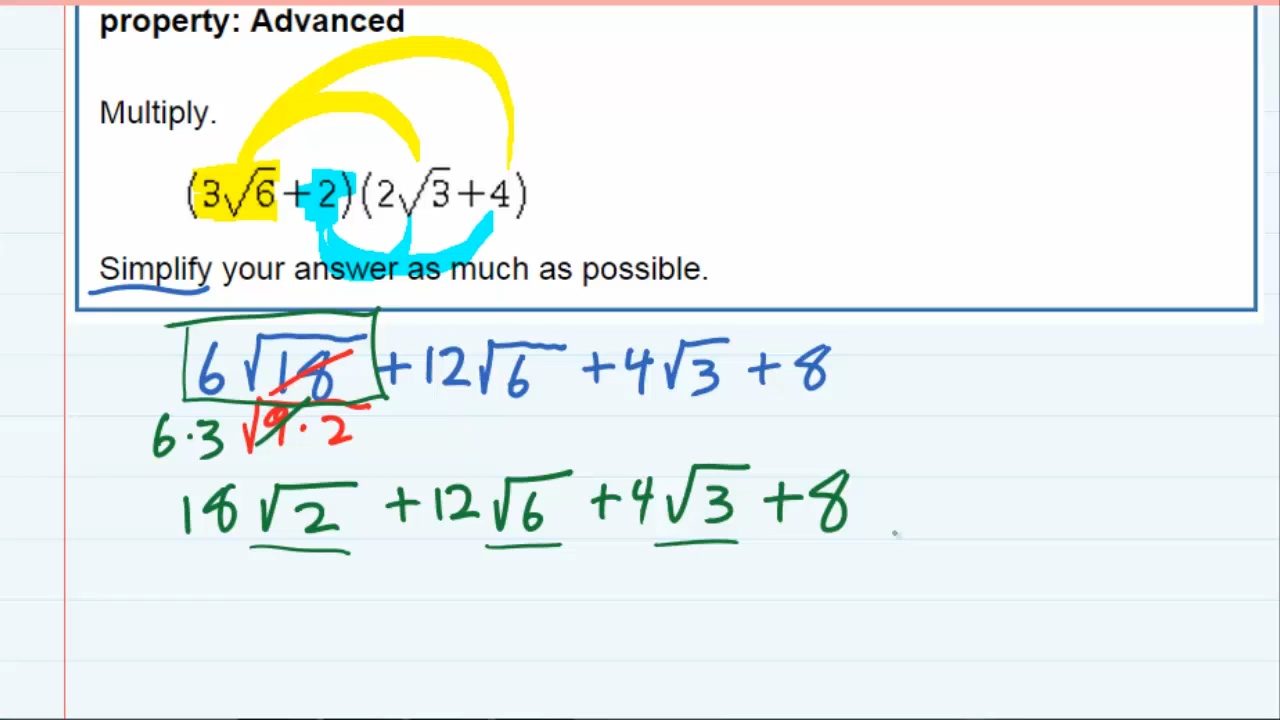 property: Advanced
Multiply.
(3√6+2)(2√3+4)
Simplify your answer as much as possible.
6√18 +12√6 +4√3 +8
6·3 √9·2
18√2 +12√6 +4√3 +8